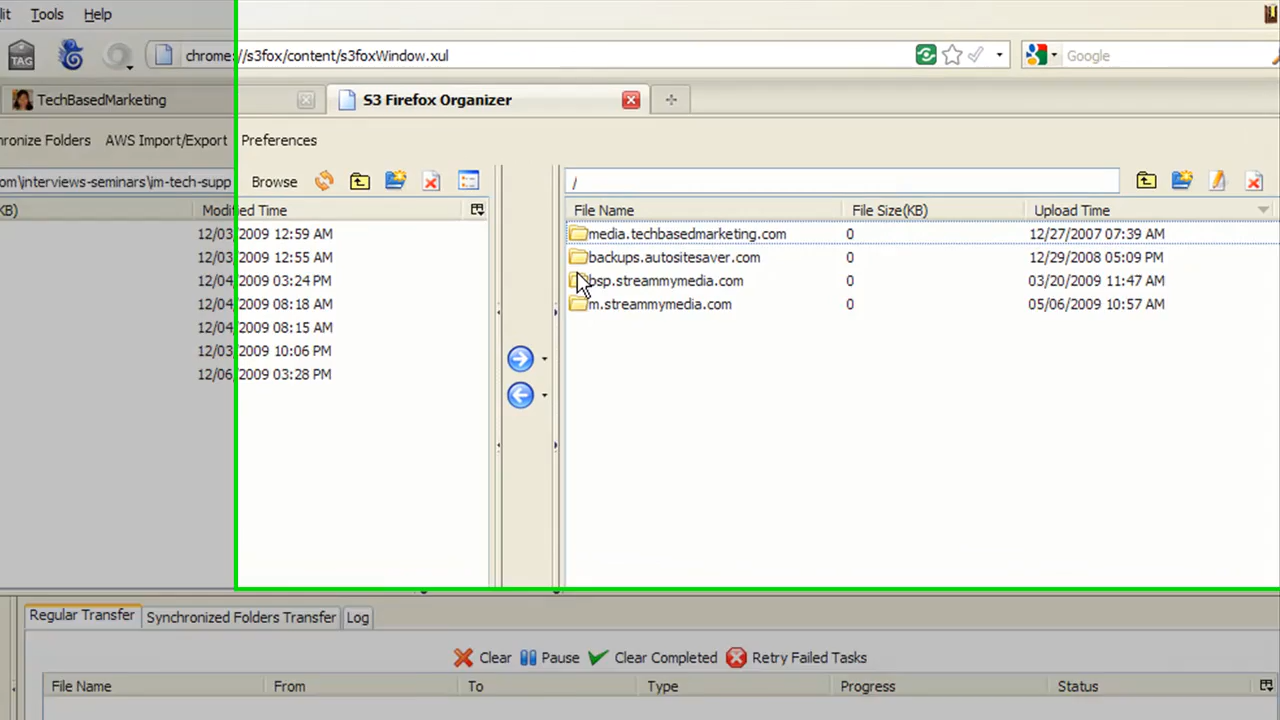 it Tools Help
TAG chrome://s3fox/content/s3foxWindow.xul Google
TechBasedMarketing S3 Firefox Organizer
hronize Folders AWS Import/Export Preferences
om\interviews-seminars\im-tech-supp Browse /
KB) Modified Time File Name File Size(KB) Upload Time
12/03/2009 12:59 AM media.techbasedmarketing.com 0 12/27/2007 07:39 AM
12/03/2009 12:55 AM backups.autositesaver.com 0 12/29/2008 05:09 PM
12/04/2009 03:24 PM bsp.streammymedia.com 0 03/20/2009 11:47 AM
12/04/2009 08:18 AM m.streammymedia.com 0 05/06/2009 10:57 AM
12/04/2009 08:15 AM
12/03/2009 10:06 PM
12/06/2009 03:28 PM
Regular Transfer Synchronized Folders Transfer Log
Clear Pause Clear Completed Retry Failed Tasks
File Name From To Type Progress Status